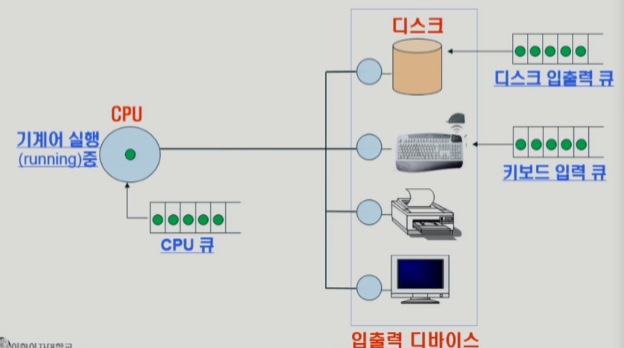 디스크
디스크 입출력 큐
CPU
기계어 실행
(running)중
키보드 입력 큐
CPU 큐
입출력 디바이스